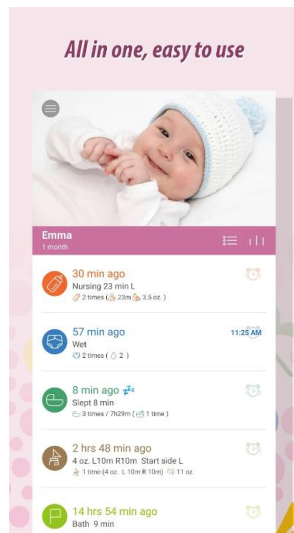 All in one, easy to use
Emma
1 month
30 min ago
Nursing 23 min L
2 times ( 23m 3.5 oz. )
57 min ago
11:25 AM
Wet
2 times ( 2 )
8 min ago zzz
Slept 8 min
3 times / 7h29m ( 1 time )
2 hrs 48 min ago
4 oz. L10m R10m Start side L
1 time (4 oz. L 10m R 10m) 11 oz.
14 hrs 54 min ago
Bath 9 min